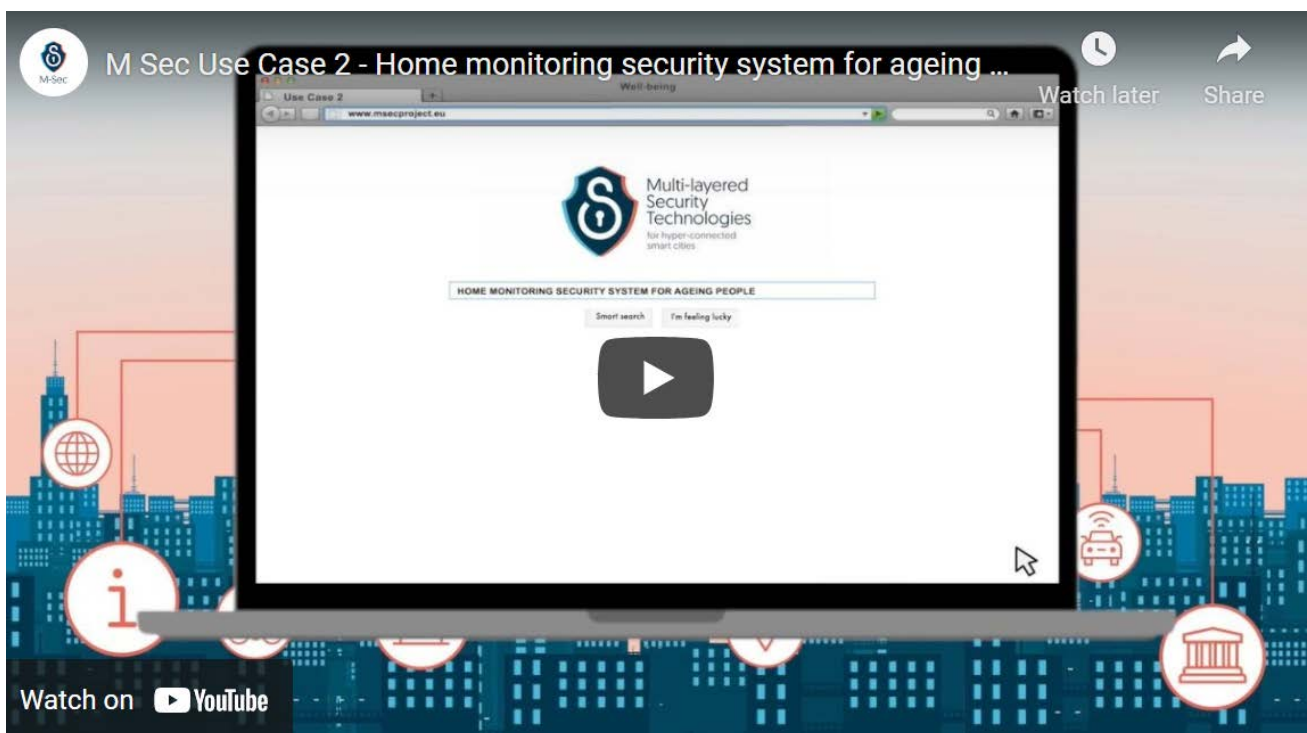 M-Sec
M Sec Use Case 2 - Home monitoring security system for ageing ...
Watch later
Share
Well-being
Use Case 2
www.msecproject.eu
Multi-layered
Security
Technologies
for hyper-connected
smart cities
HOME MONITORING SECURITY SYSTEM FOR AGEING PEOPLE
Smart search
I'm feeling lucky
i
Watch on YouTube